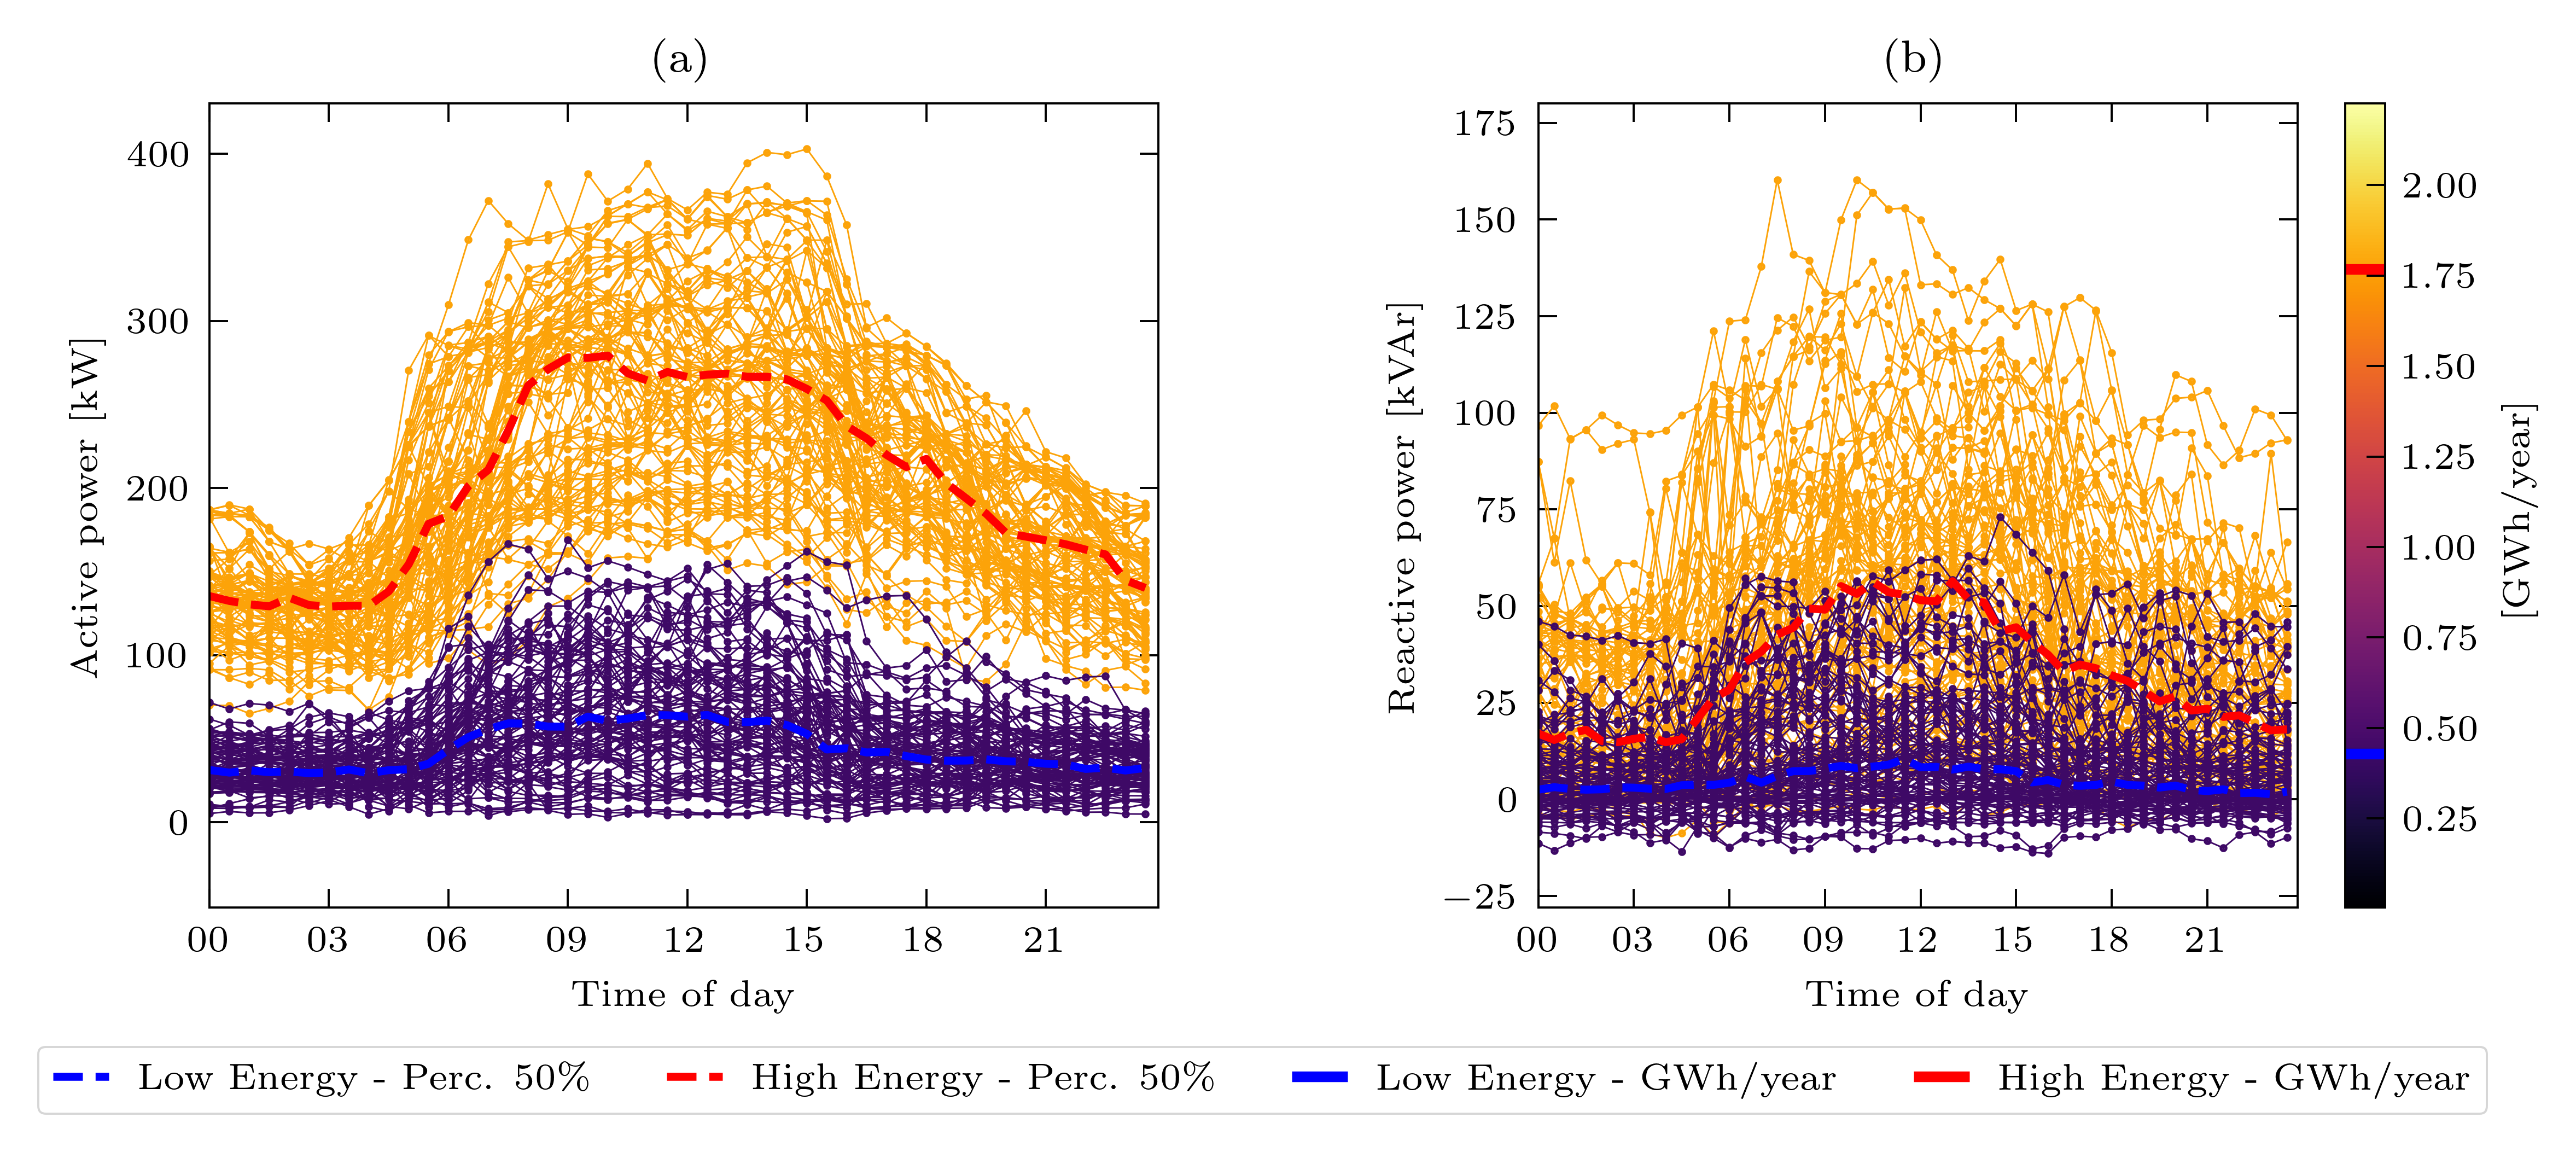 (a)
(b)
Active power [kW]
400
300
200
100
0
00 03 06 09 12 15 18 21
Time of day
Reactive power [kVAr]
175
150
125
100
75
50
25
0
−25
00 03 06 09 12 15 18 21
Time of day
2.00
1.75
1.50
1.25
1.00
0.75
0.50
0.25
[GWh/year]
Low Energy - Perc. 50% High Energy - Perc. 50% Low Energy - GWh/year High Energy - GWh/year